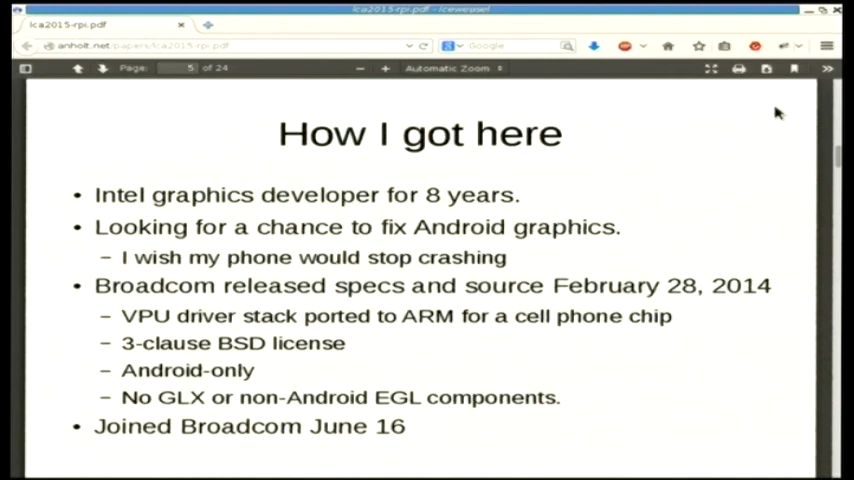 lca2015-rpi.pdf - Iceweasel
lca2015-rpi.pdf
anholt.net/papers/lca2015-rpi.pdf
Google
Page: 5 of 24
Automatic Zoom
How I got here
• Intel graphics developer for 8 years.
• Looking for a chance to fix Android graphics.
– I wish my phone would stop crashing
• Broadcom released specs and source February 28, 2014
– VPU driver stack ported to ARM for a cell phone chip
– 3-clause BSD license
– Android-only
– No GLX or non-Android EGL components.
• Joined Broadcom June 16